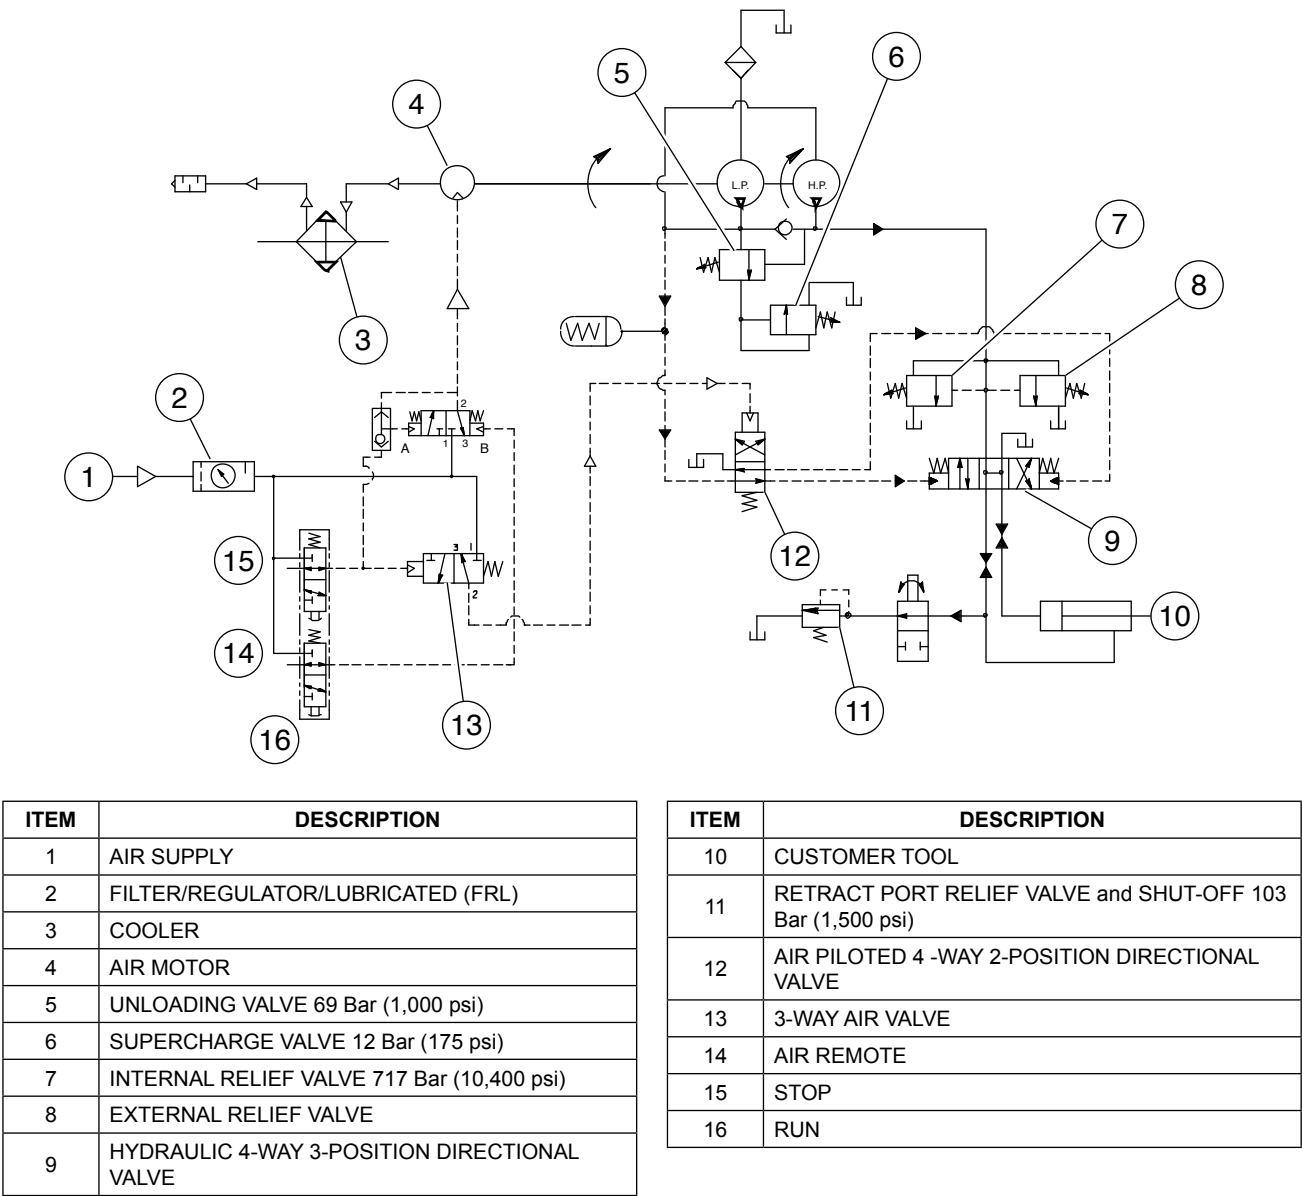 5
6
4
L.P.
H.P.
7
8
3
2
2
1 3
A
B
1
15
3 1
2
12
9
14
10
13
11
16
ITEM DESCRIPTION
1 AIR SUPPLY
2 FILTER/REGULATOR/LUBRICATED (FRL)
3 COOLER
4 AIR MOTOR
5 UNLOADING VALVE 69 Bar (1,000 psi)
6 SUPERCHARGE VALVE 12 Bar (175 psi)
7 INTERNAL RELIEF VALVE 717 Bar (10,400 psi)
8 EXTERNAL RELIEF VALVE
9 HYDRAULIC 4-WAY 3-POSITION DIRECTIONAL
VALVE
ITEM DESCRIPTION
10 CUSTOMER TOOL
11 RETRACT PORT RELIEF VALVE and SHUT-OFF 103
Bar (1,500 psi)
12 AIR PILOTED 4 -WAY 2-POSITION DIRECTIONAL
VALVE
13 3-WAY AIR VALVE
14 AIR REMOTE
15 STOP
16 RUN